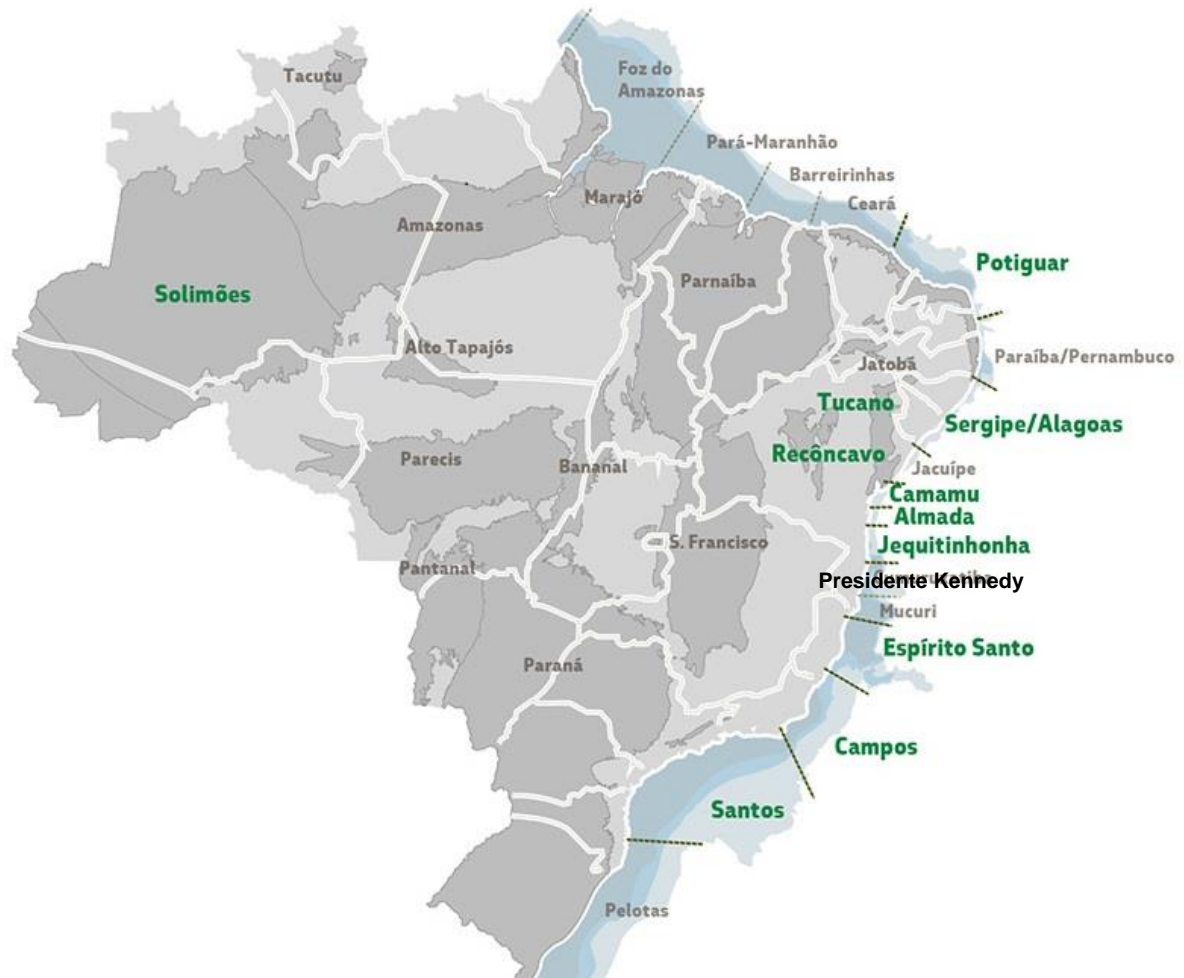 Tacutu
Foz do
Amazonas
Pará-Maranhão
Barreirinhas
Ceará
Marajó
Amazonas
Potiguar
Parnaíba
Solimões
Alto Tapajós
Jatobá
Paraíba/Pernambuco
Tucano
Sergipe/Alagoas
Recôncavo
Parecis
Bananal
Jacuípe
Camamu
Almada
S. Francisco
Jequitinhonha
Pantanal
Presidente Kennedy
Mucuri
Espírito Santo
Paraná
Campos
Santos
Pelotas